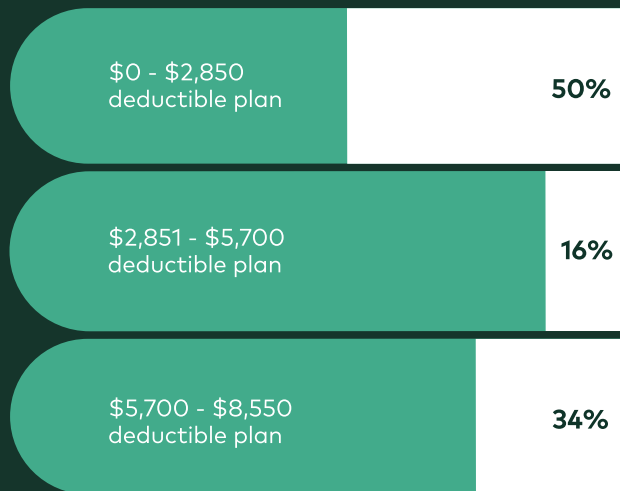 $0 - $2,850
deductible plan
50%
$2,851 - $5,700
deductible plan
16%
$5,700 - $8,550
deductible plan
34%